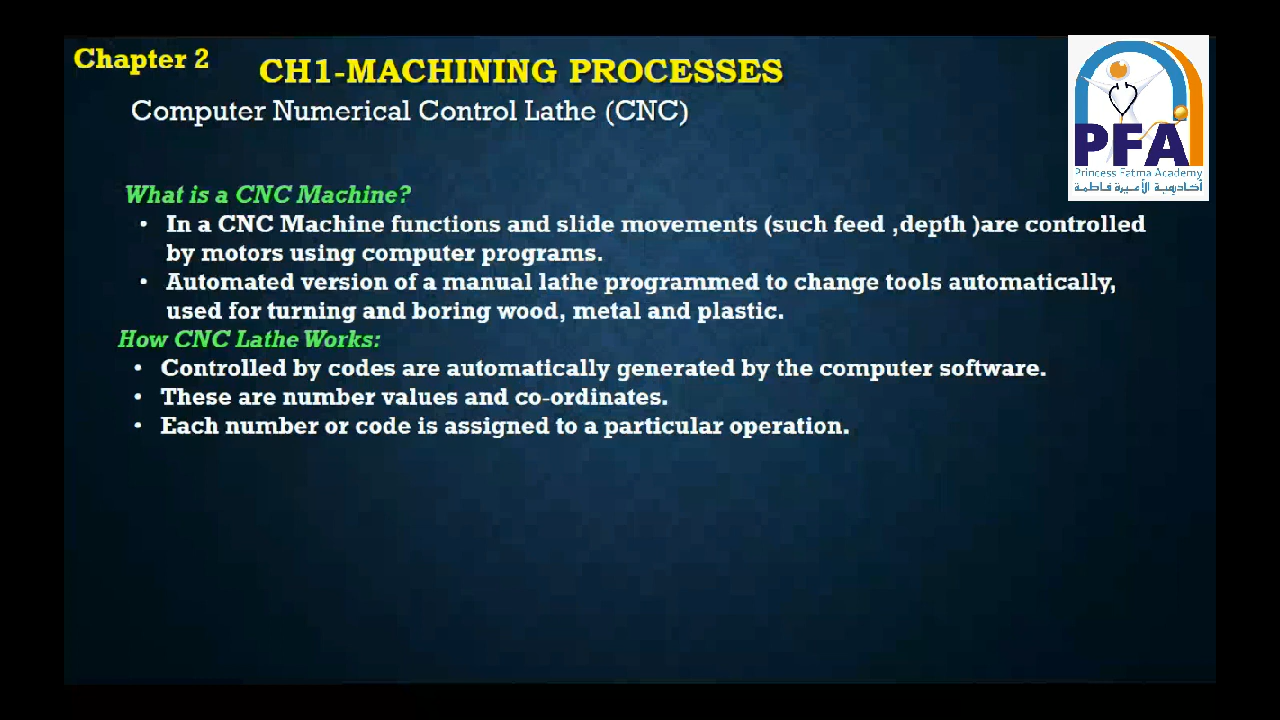 Chapter 2
CH1-MACHINING PROCESSES
Computer Numerical Control Lathe (CNC)
PFA
Princess Fatma Academy
أكاديمية الأميرة فاطمة
What is a CNC Machine?
• In a CNC Machine functions and slide movements (such feed ,depth )are controlled
by motors using computer programs.
• Automated version of a manual lathe programmed to change tools automatically,
used for turning and boring wood, metal and plastic.
How CNC Lathe Works:
• Controlled by codes are automatically generated by the computer software.
• These are number values and co-ordinates.
• Each number or code is assigned to a particular operation.